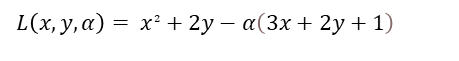 L(x, y, α) = x² + 2y − α(3x + 2y + 1)